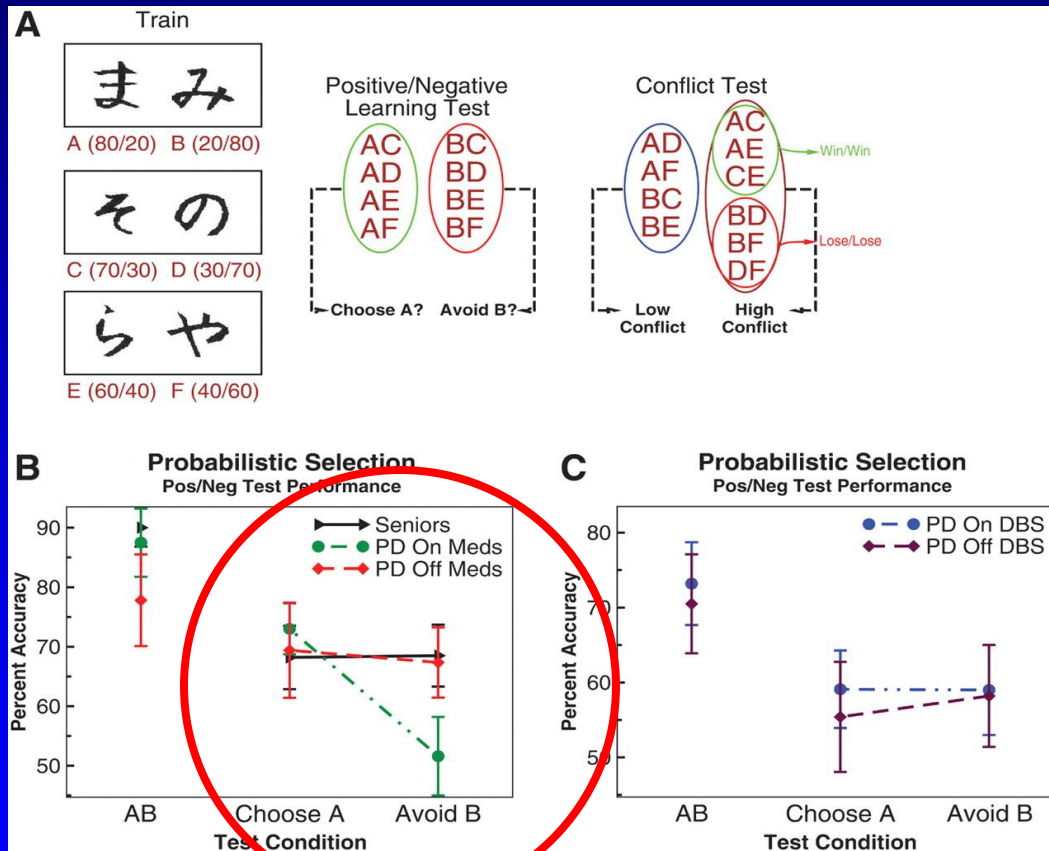 A
Train
ま み
A (80/20) B (20/80)
そ の
C (70/30) D (30/70)
ら や
E (60/40) F (40/60)
Positive/Negative
Learning Test
AC
AD
AE
AF
BC
BD
BE
BF
Choose A? Avoid B?
Conflict Test
AD
AF
BC
BE
AC
AE
CE
BD
BF
DF
Win/Win
Lose/Lose
Low
Conflict
High
Conflict
B
Probabilistic Selection
Pos/Neg Test Performance
Seniors
PD On Meds
PD Off Meds
Percent Accuracy
90
80
70
60
50
AB Choose A Avoid B
Test Condition
C
Probabilistic Selection
Pos/Neg Test Performance
PD On DBS
PD Off DBS
Percent Accuracy
80
70
60
50
AB Choose A Avoid B
Test Condition